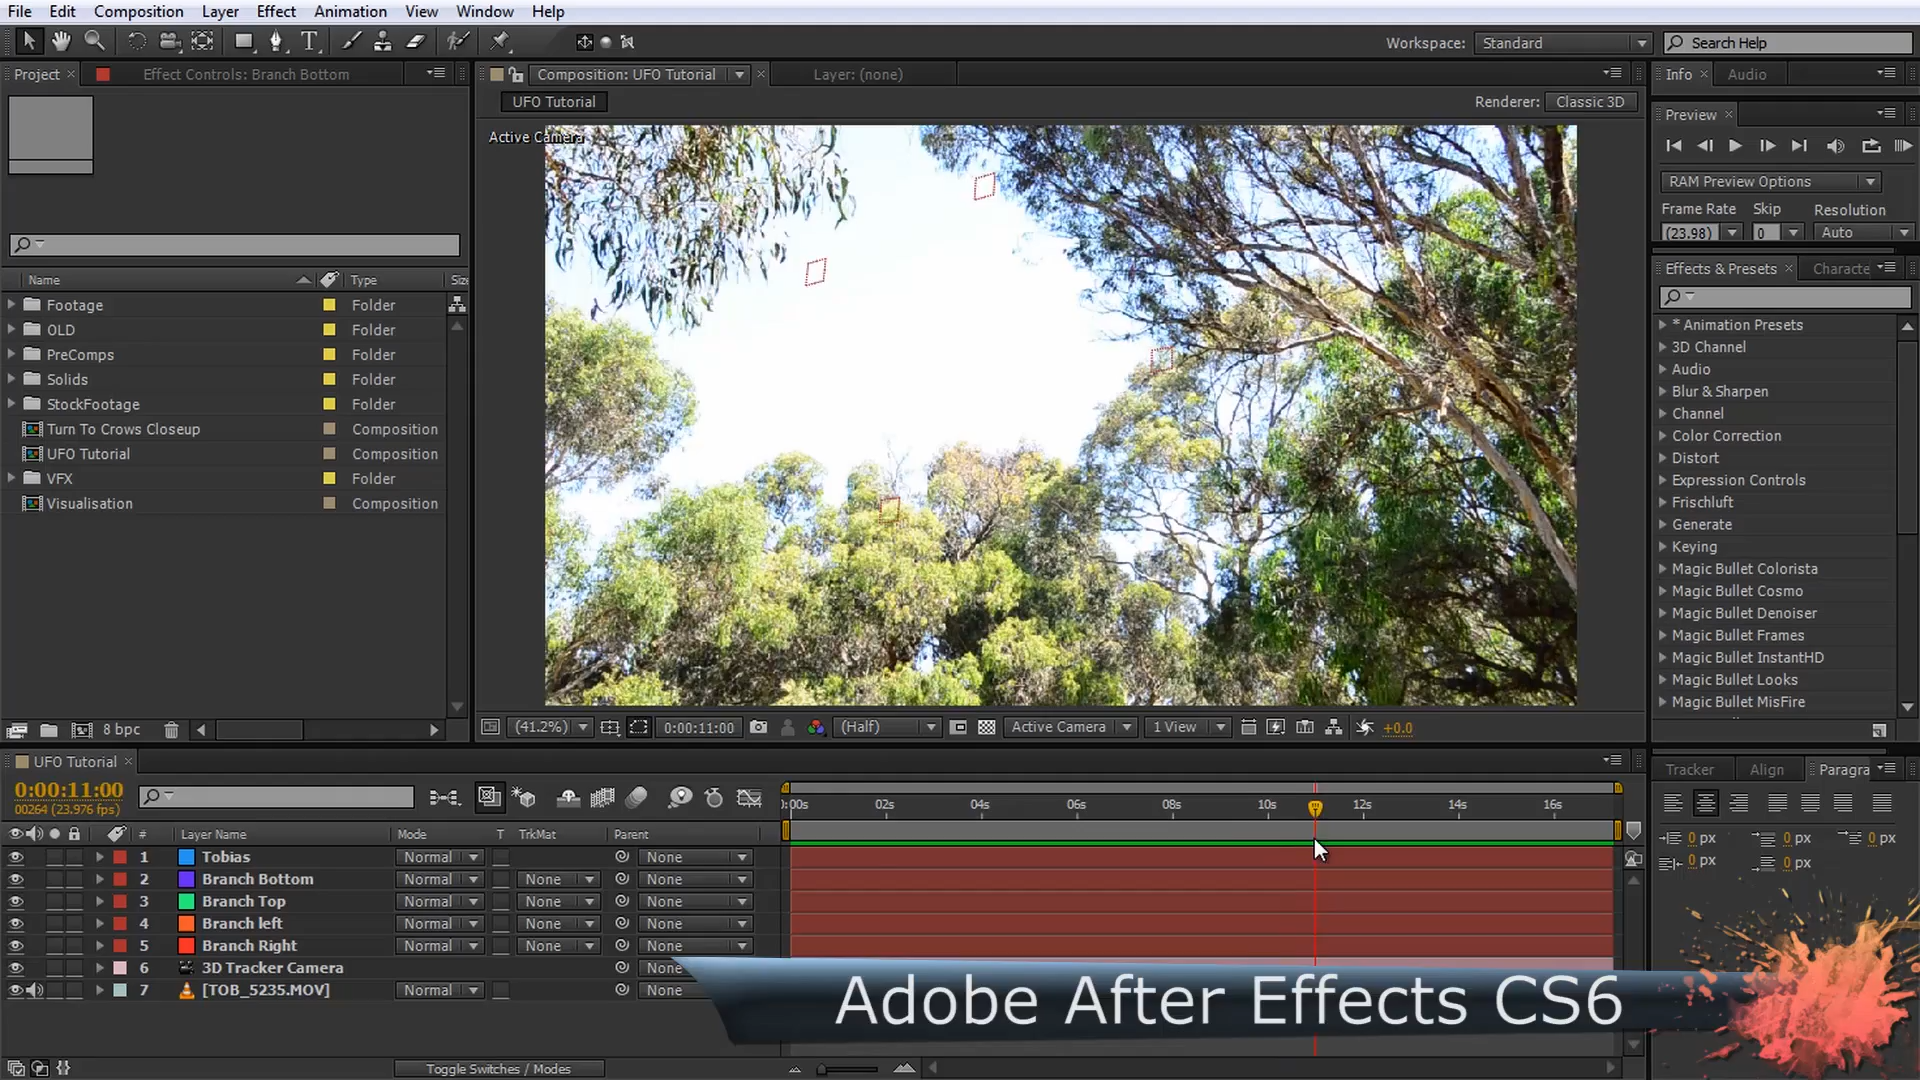 File Edit Composition Layer Effect Animation View Window Help
Workspace: Standard Search Help
Project Effect Controls: Branch Bottom Composition: UFO Tutorial Layer: (none) Info Audio
UFO Tutorial Renderer: Classic 3D
Active Camera
Preview
RAM Preview Options
Frame Rate Skip Resolution
(23.98) 0 Auto
Effects & Presets
Name Type
Footage Folder
OLD Folder
PreComps Folder
Solids Folder
StockFootage Folder
Turn To Crows Closeup Composition
UFO Tutorial Composition
VFX Folder
Visualisation Composition
* Animation Presets
3D Channel
Audio
Blur & Sharpen
Channel
Color Correction
Distort
Expression Controls
Frischluft
Generate
Keying
Magic Bullet Colorista
Magic Bullet Cosmo
Magic Bullet Denoiser
Magic Bullet Frames
Magic Bullet InstantHD
Magic Bullet Looks
Magic Bullet MisFire
8 bpc
(41.2%) 0:00:11:00 (Half) Active Camera 1 View +0.0
UFO Tutorial
0:00:11:00
00264 (23.976 fps)
02s 04s 06s 08s 10s 12s 14s 16s
# Layer Name Mode T TrkMat Parent
1 Tobias Normal None
2 Branch Bottom Normal None None
3 Branch Top Normal None None
4 Branch left Normal None None
5 Branch Right Normal None None
6 3D Tracker Camera None
7 [TOB_5235.MOV] Normal None
Toggle Switches / Modes
Tracker Align Paragra
0 px 0 px 0 px
0 px 0 px
Adobe After Effects CS6